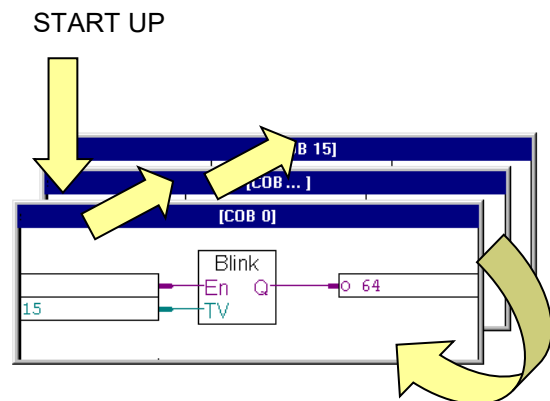 START UP
B 15]
[COB ... ]
[COB 0]
Blink
En Q
O 64
15
TV